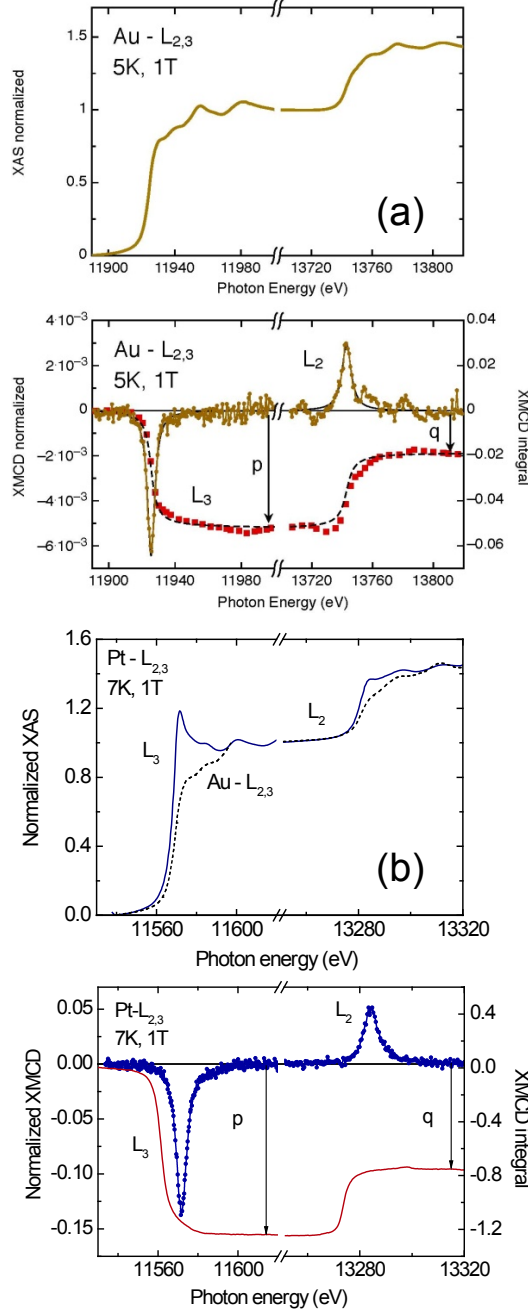 1.5
Au - L2,3
5K, 1T
1
XAS normalized
0.5
(a)
0
11900 11940 11980 13720 13760 13800
Photon Energy (eV)
4·10⁻³ 0.04
Au - L2,3
5K, 1T
L2
2·10⁻³ 0.02
0 0
XMCD normalized
XMCD integral
q
p
-2·10⁻³ −0.02
L3
-4·10⁻³ −0.04
-6·10⁻³ −0.06
11900 11940 11980 13720 13760 13800
Photon Energy (eV)
1.6
Pt - L2,3
7K, 1T
1.2
L2
L3
Normalized XAS
0.8
Au - L2,3
0.4
(b)
0.0
11560 11600 13280 13320
Photon energy (eV)
0.05 0.4
Pt-L2,3
7K, 1T
L2
0.00 0.0
Normalized XMCD
XMCD integral
-0.05 -0.4
p
q
L3
-0.10 -0.8
-0.15 -1.2
11560 11600 13280 13320
Photon energy (eV)